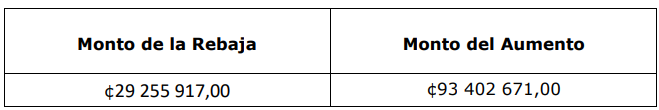 Monto de la Rebaja Monto del Aumento
¢29 255 917,00 ¢93 402 671,00